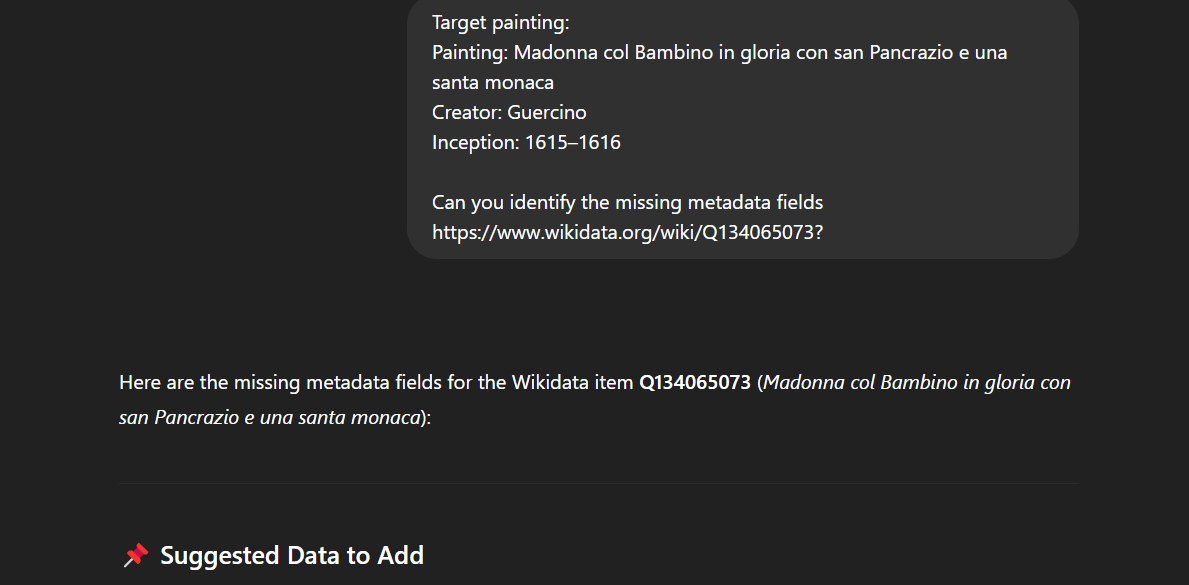 Target painting:
Painting: Madonna col Bambino in gloria con san Pancrazio e una
santa monaca
Creator: Guercino
Inception: 1615–1616
Can you identify the missing metadata fields
https://www.wikidata.org/wiki/Q134065073?
Here are the missing metadata fields for the Wikidata item Q134065073 (Madonna col Bambino in gloria con
san Pancrazio e una santa monaca):
📌 Suggested Data to Add